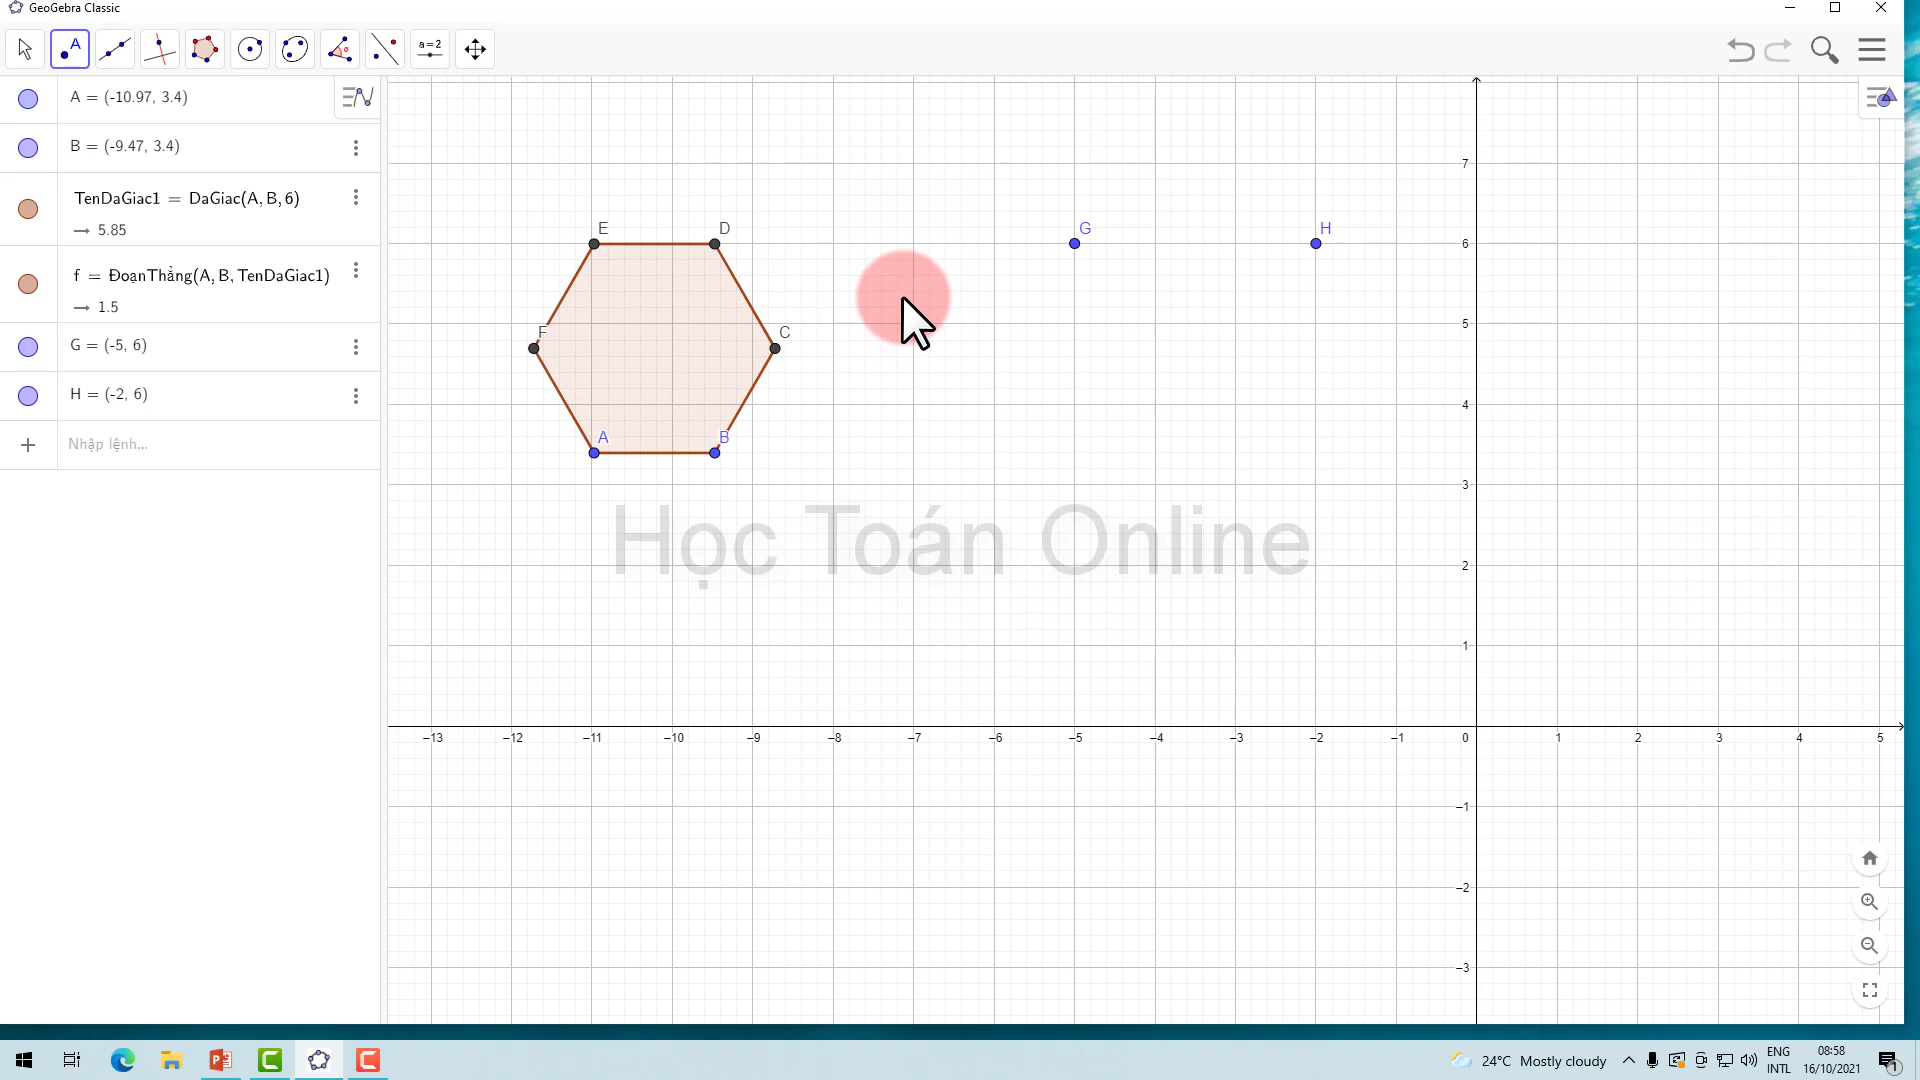 GeoGebra Classic
A
a=2
A = (-10.97, 3.4)
B = (-9.47, 3.4)
TenDaGiac1 = DaGiac(A, B, 6)
→ 5.85
f = ĐoạnThẳng(A, B, TenDaGiac1)
→ 1.5
G = (-5, 6)
H = (-2, 6)
Nhập lệnh...
E
D
F
C
A
B
G
H
Học Toán Online
7
6
5
4
3
2
1
–13 –12 –11 –10 –9 –8 –7 –6 –5 –4 –3 –2 –1 0 1 2 3 4 5
–1
–2
–3
24°C Mostly cloudy
ENG
INTL
08:58
16/10/2021
1